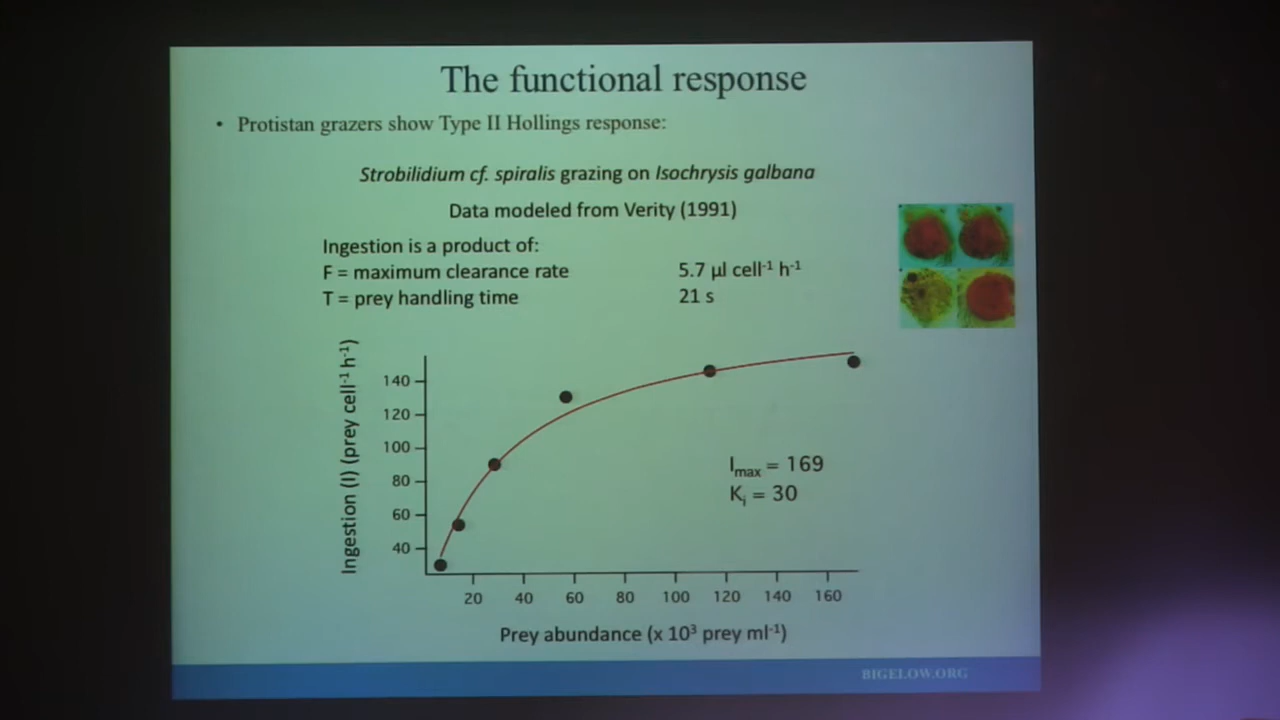 The functional response
• Protistan grazers show Type II Hollings response:
Strobilidium cf. spiralis grazing on Isochrysis galbana
Data modeled from Verity (1991)
Ingestion is a product of:
F = maximum clearance rate 5.7 µl cell⁻¹ h⁻¹
T = prey handling time 21 s
Ingestion (I) (prey cell⁻¹ h⁻¹)
140
120
100
80
60
40
Imax = 169
Ki = 30
20 40 60 80 100 120 140 160
Prey abundance (x 10³ prey ml⁻¹)
BIGELOW.ORG